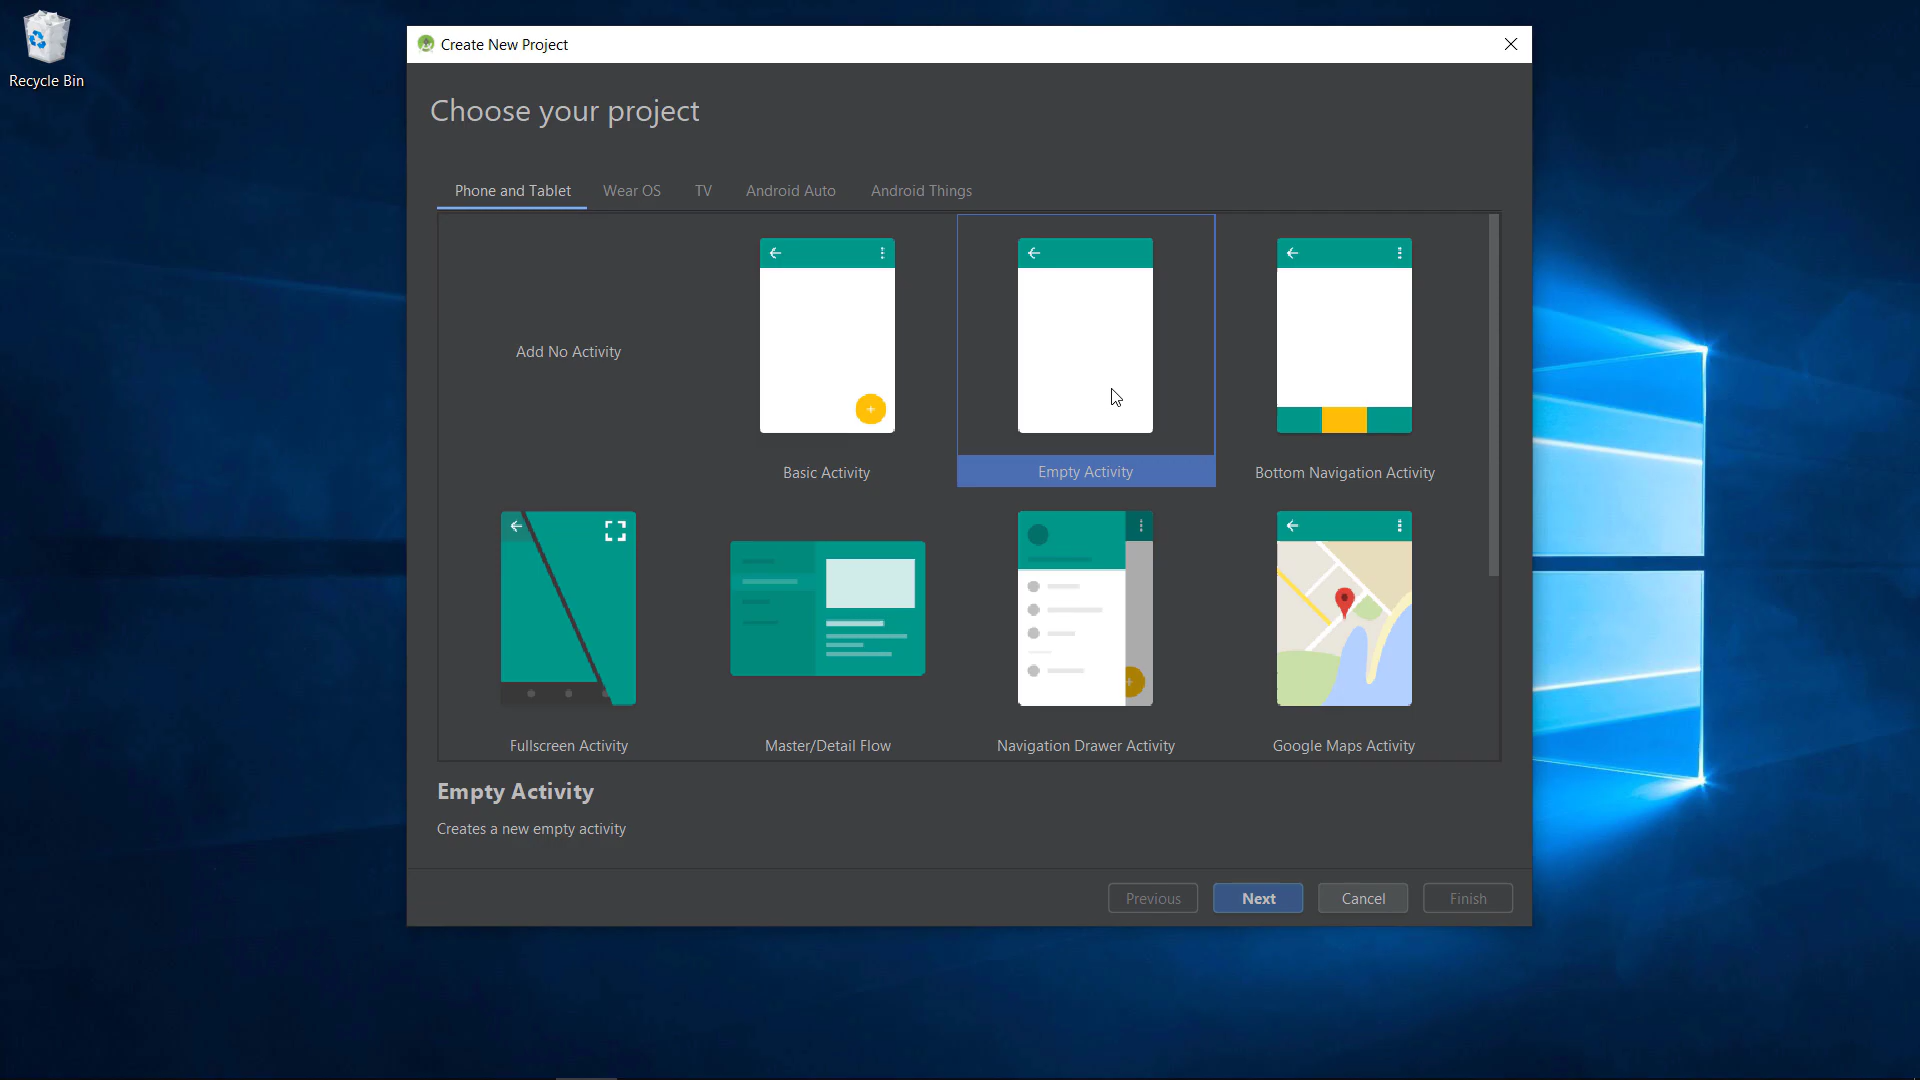 Recycle Bin
Create New Project
Choose your project
Phone and Tablet
Wear OS
TV
Android Auto
Android Things
Add No Activity
Basic Activity
Empty Activity
Bottom Navigation Activity
Fullscreen Activity
Master/Detail Flow
Navigation Drawer Activity
Google Maps Activity
Empty Activity
Creates a new empty activity
Previous
Next
Cancel
Finish